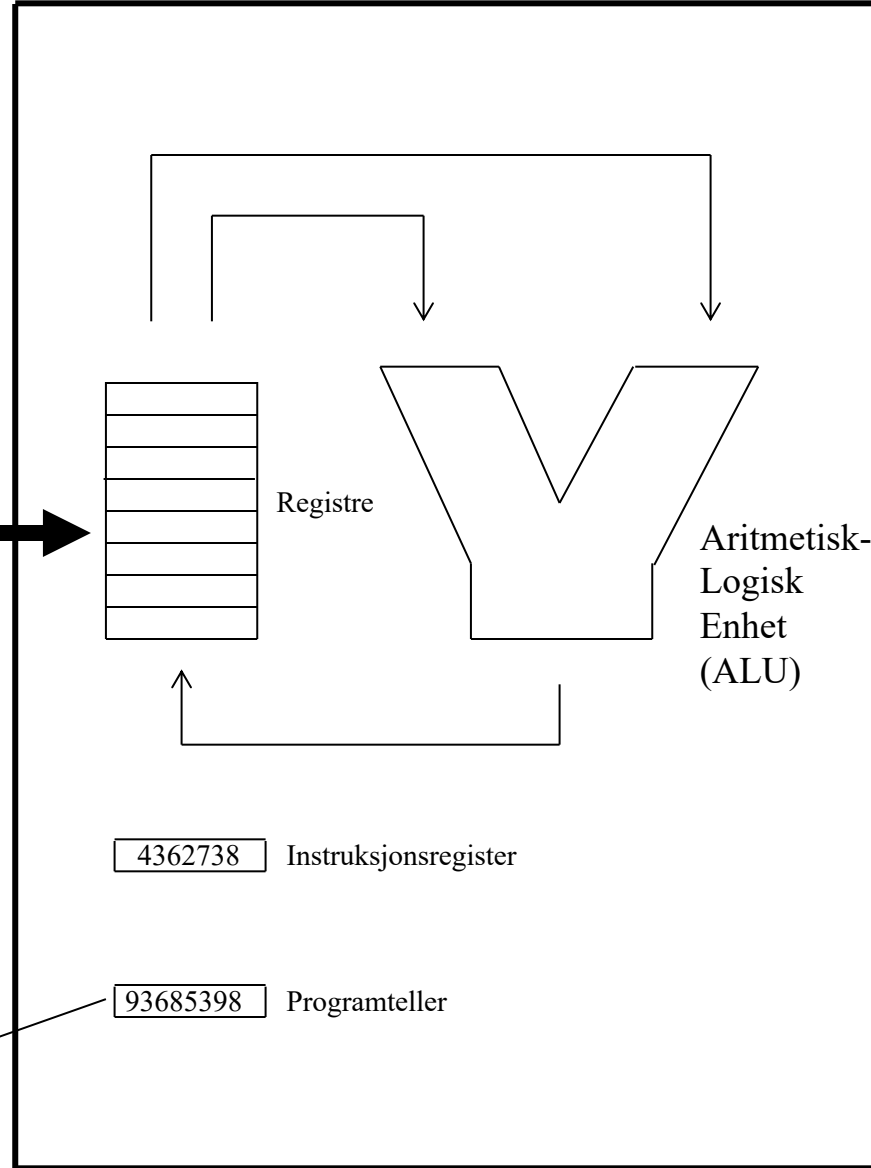 Registre
Aritmetisk-
Logisk
Enhet
(ALU)
4362738 Instruksjonsregister
93685398 Programteller